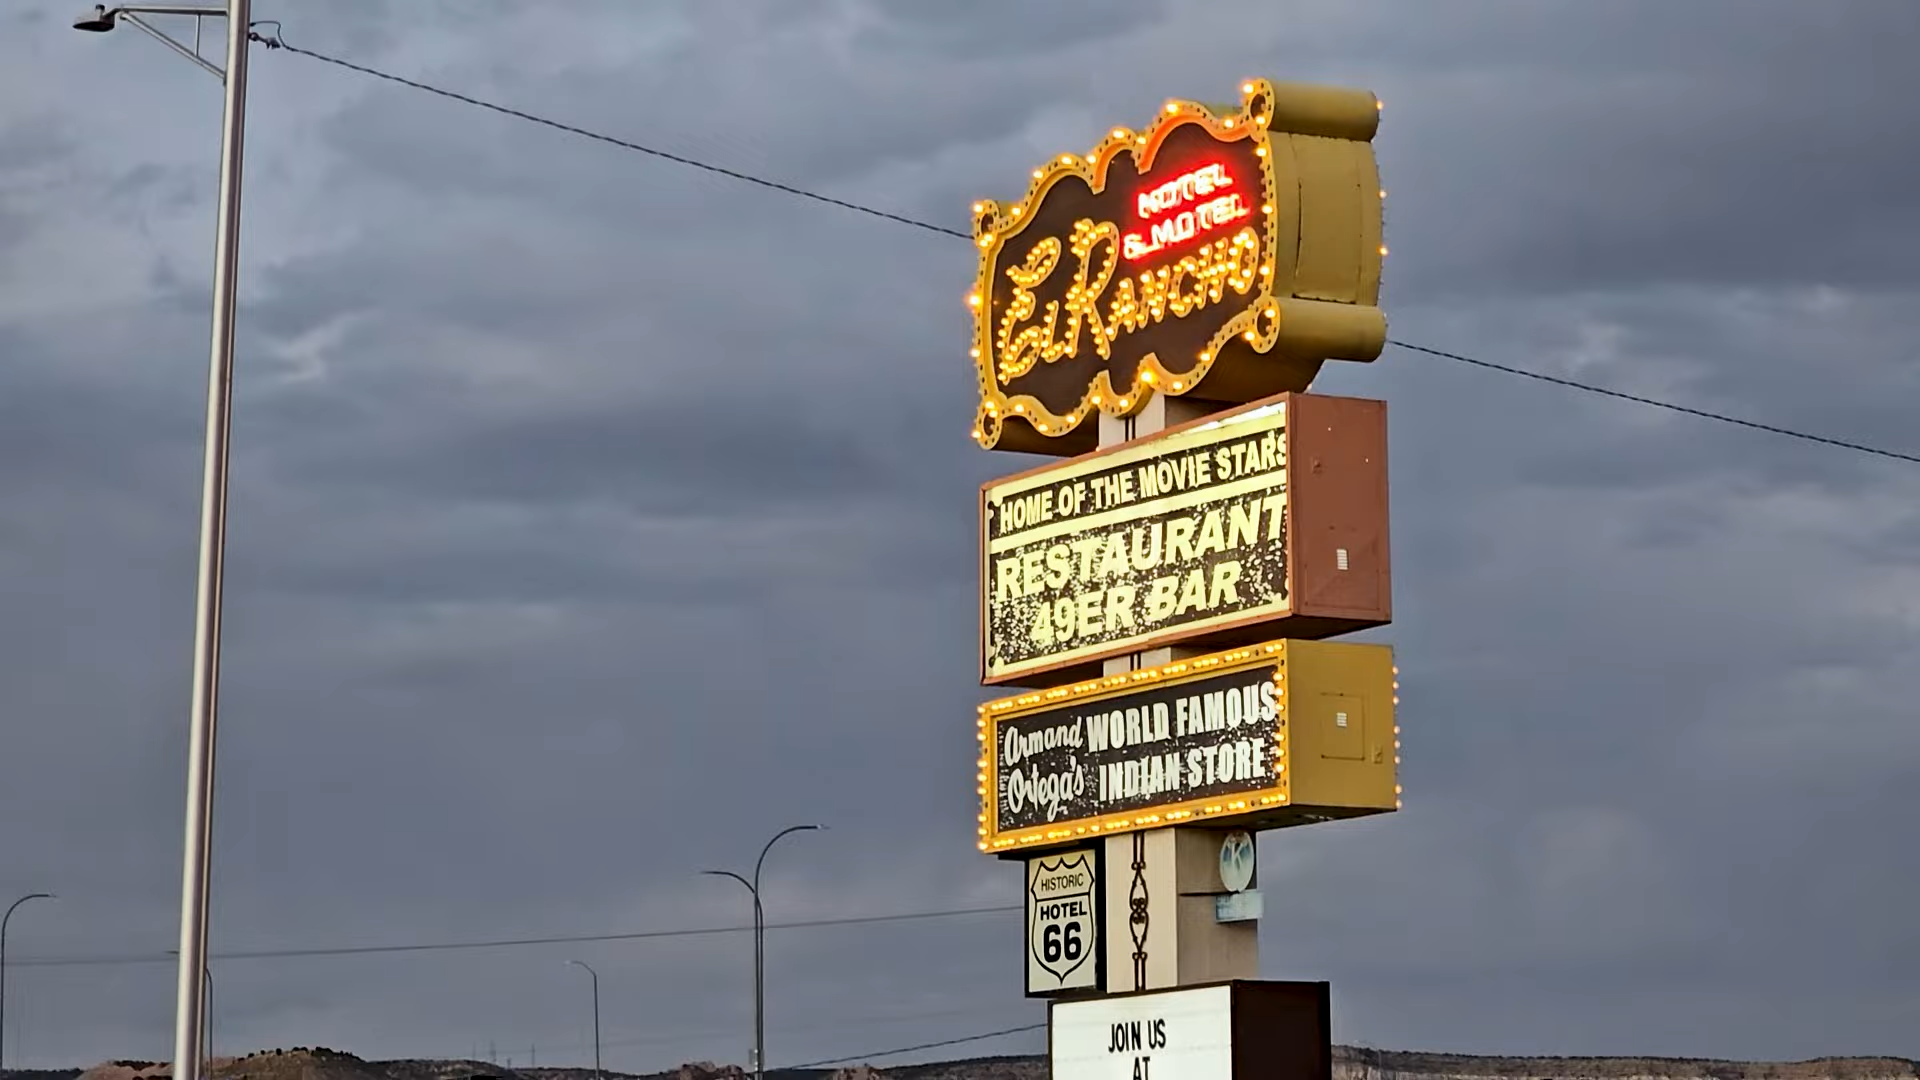 HOTEL
& MOTEL
El RANCHO
HOME OF THE MOVIE STARS
RESTAURANT
49ER BAR
Armand WORLD FAMOUS
Ortega's INDIAN STORE
HISTORIC
HOTEL
66
K
JOIN US
AT